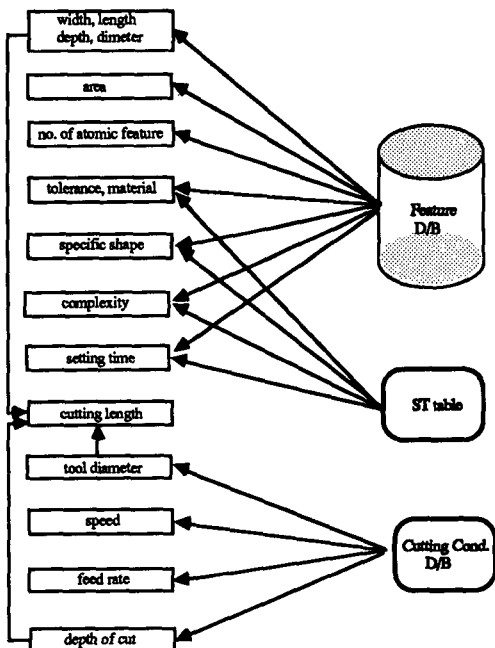 width, length
depth, dimeter
area
no. of atomic feature
tolerance, material
specific shape
complexity
setting time
cutting length
tool diameter
speed
feed rate
depth of cut
Feature
D/B
ST table
Cutting Cond.
D/B